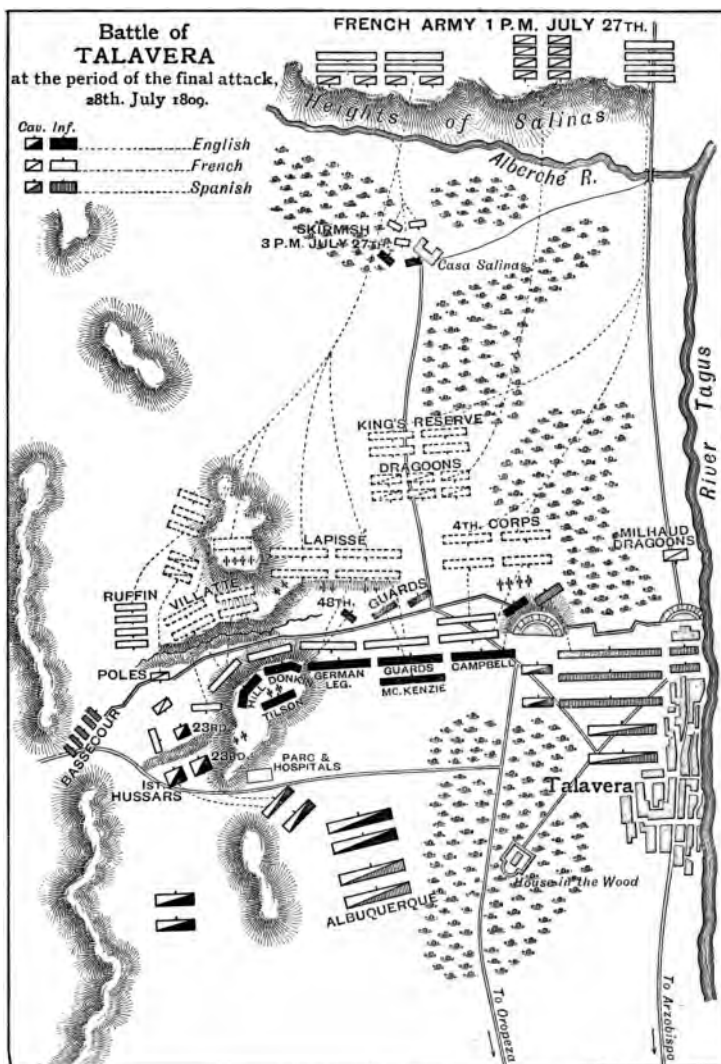 Battle of
TALAVERA
at the period of the final attack,
28th. July 1809.
Cav. Inf.
English
French
Spanish
FRENCH ARMY 1 P.M. JULY 27TH.
Heights of Salinas
Alberché R.
SKIRMISH
3 P.M. JULY 27TH.
Casa Salinas
River Tagus
KING'S RESERVE
DRAGOONS
LAPISSE
4TH. CORPS
MILHAUD
DRAGOONS
RUFFIN
VILLATTE
48TH.
GUARDS
POLES
HILL
DONKIN
GERMAN
LEG.
GUARDS
CAMPBELL
MC.KENZIE
TILSON
BASSECOUR
23RD.
23RD.
1ST.
HUSSARS
PARC &
HOSPITALS
Talavera
House in the Wood
ALBUQUERQUE
To Oropeza
To Arzobispo